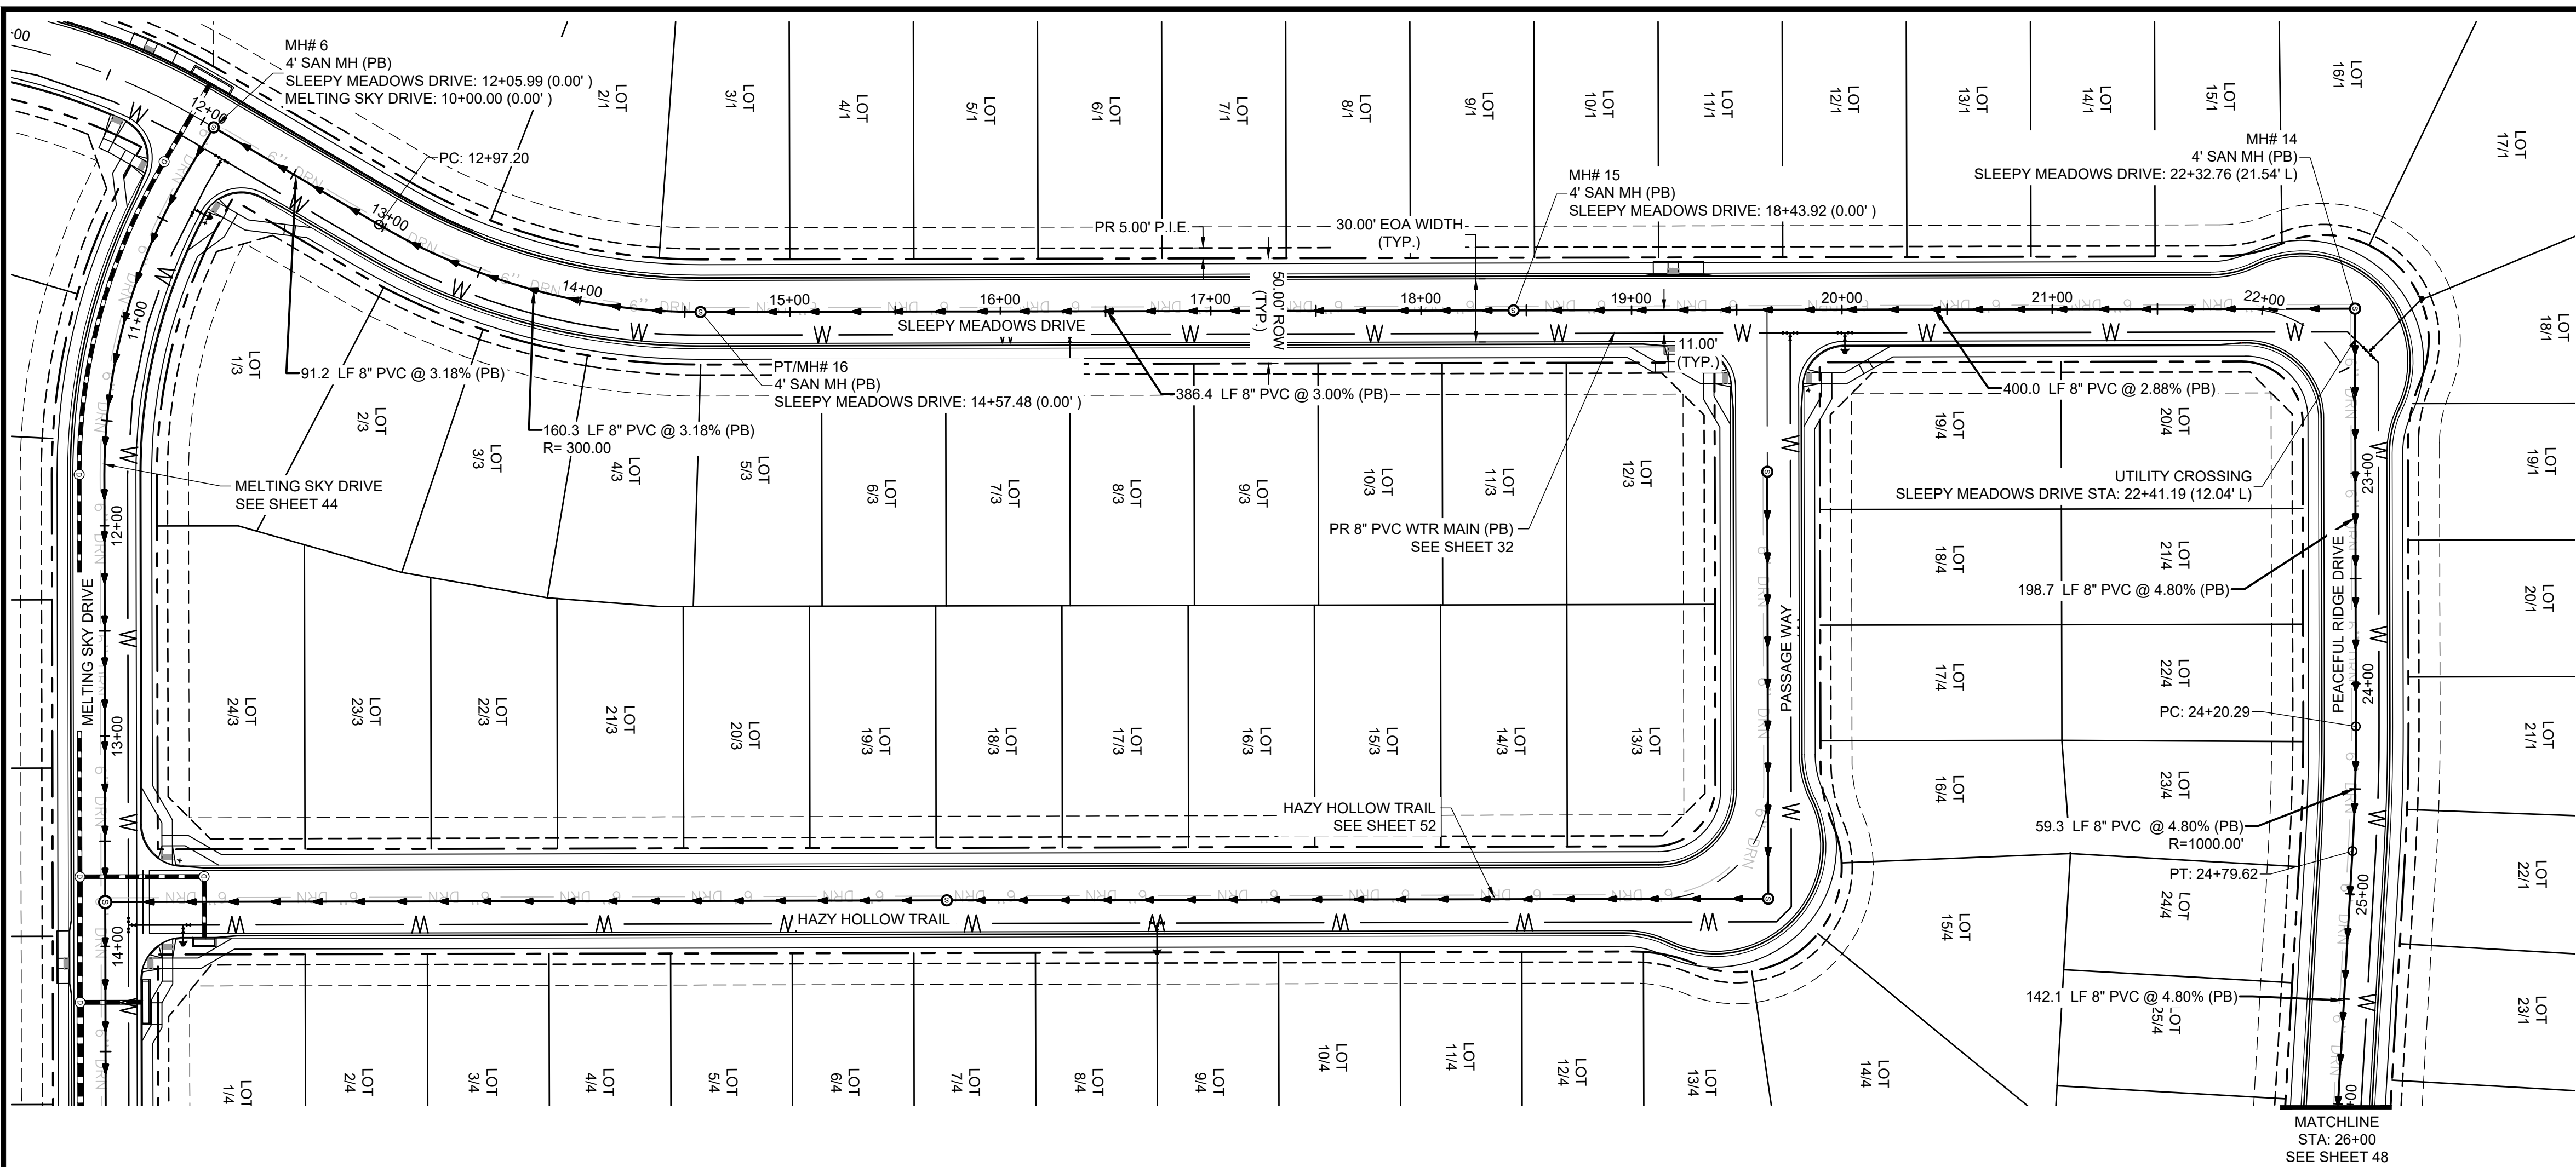 MH# 6
4' SAN MH (PB)
SLEEPY MEADOWS DRIVE: 12+05.99 (0.00' )
MELTING SKY DRIVE: 10+00.00 (0.00' )
PC: 12+97.20
MH# 14
4' SAN MH (PB)
SLEEPY MEADOWS DRIVE: 22+32.76 (21.54' L)
MH# 15
4' SAN MH (PB)
SLEEPY MEADOWS DRIVE: 18+43.92 (0.00' )
PR 5.00' P.I.E.
30.00' EOA WIDTH
(TYP.)
50.00' ROW
(TYP.)
11.00'
(TYP.)
LOT
2/1
LOT
3/1
LOT
4/1
LOT
5/1
LOT
6/1
LOT
7/1
LOT
8/1
LOT
9/1
LOT
10/1
LOT
11/1
LOT
12/1
LOT
13/1
LOT
14/1
LOT
15/1
LOT
16/1
LOT
17/1
LOT
18/1
LOT
19/1
LOT
20/1
LOT
21/1
LOT
22/1
LOT
23/1
12+00
13+00
14+00
15+00
16+00
17+00
18+00
19+00
20+00
21+00
22+00
23+00
24+00
25+00
SLEEPY MEADOWS DRIVE
91.2 LF 8" PVC @ 3.18% (PB)
PT/MH# 16
4' SAN MH (PB)
SLEEPY MEADOWS DRIVE: 14+57.48 (0.00' )
160.3 LF 8" PVC @ 3.18% (PB)
R= 300.00
386.4 LF 8" PVC @ 3.00% (PB)
400.0 LF 8" PVC @ 2.88% (PB)
UTILITY CROSSING
SLEEPY MEADOWS DRIVE STA: 22+41.19 (12.04' L)
PR 8" PVC WTR MAIN (PB)
SEE SHEET 32
MELTING SKY DRIVE
SEE SHEET 44
198.7 LF 8" PVC @ 4.80% (PB)
PC: 24+20.29
59.3 LF 8" PVC @ 4.80% (PB)
R=1000.00'
PT: 24+79.62
142.1 LF 8" PVC @ 4.80% (PB)
LOT
1/3
LOT
2/3
LOT
3/3
LOT
4/3
LOT
5/3
LOT
6/3
LOT
7/3
LOT
8/3
LOT
9/3
LOT
10/3
LOT
11/3
LOT
12/3
LOT
24/3
LOT
23/3
LOT
22/3
LOT
21/3
LOT
20/3
LOT
19/3
LOT
18/3
LOT
17/3
LOT
16/3
LOT
15/3
LOT
14/3
LOT
13/3
LOT
19/4
LOT
20/4
LOT
18/4
LOT
21/4
LOT
17/4
LOT
22/4
LOT
16/4
LOT
23/4
LOT
15/4
LOT
24/4
LOT
25/4
11+00
12+00
13+00
14+00
MELTING SKY DRIVE
PASSAGE WAY
PEACEFUL RIDGE DRIVE
HAZY HOLLOW TRAIL
SEE SHEET 52
HAZY HOLLOW TRAIL
LOT
1/4
LOT
2/4
LOT
3/4
LOT
4/4
LOT
5/4
LOT
6/4
LOT
7/4
LOT
8/4
LOT
9/4
LOT
10/4
LOT
11/4
LOT
12/4
LOT
13/4
LOT
14/4
MATCHLINE
STA: 26+00
SEE SHEET 48